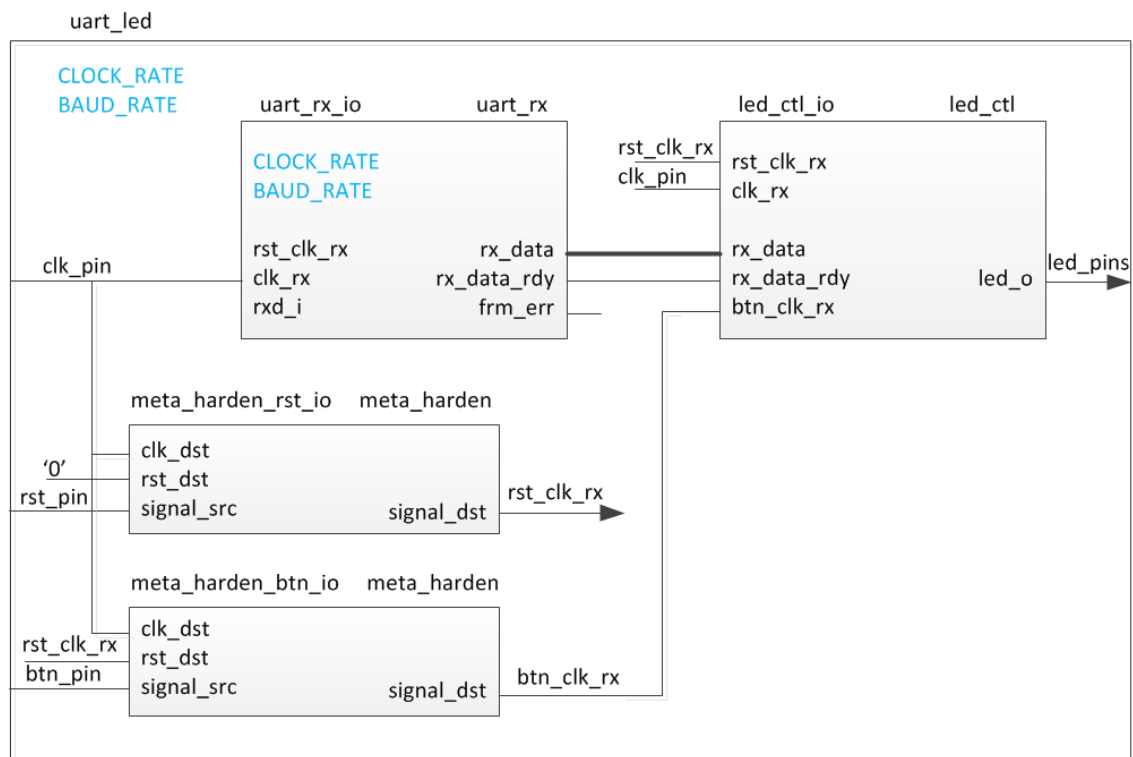 uart_led
CLOCK_RATE
BAUD_RATE
uart_rx_io uart_rx
CLOCK_RATE
BAUD_RATE
rst_clk_rx rx_data
clk_rx rx_data_rdy
rxd_i frm_err
clk_pin
led_ctl_io led_ctl
rst_clk_rx
clk_pin
rst_clk_rx
clk_rx
rx_data
rx_data_rdy led_o
btn_clk_rx
led_pins
meta_harden_rst_io meta_harden
clk_dst
‘0’
rst_dst
rst_pin
signal_src signal_dst
rst_clk_rx
meta_harden_btn_io meta_harden
clk_dst
rst_clk_rx
rst_dst
btn_pin
signal_src signal_dst
btn_clk_rx